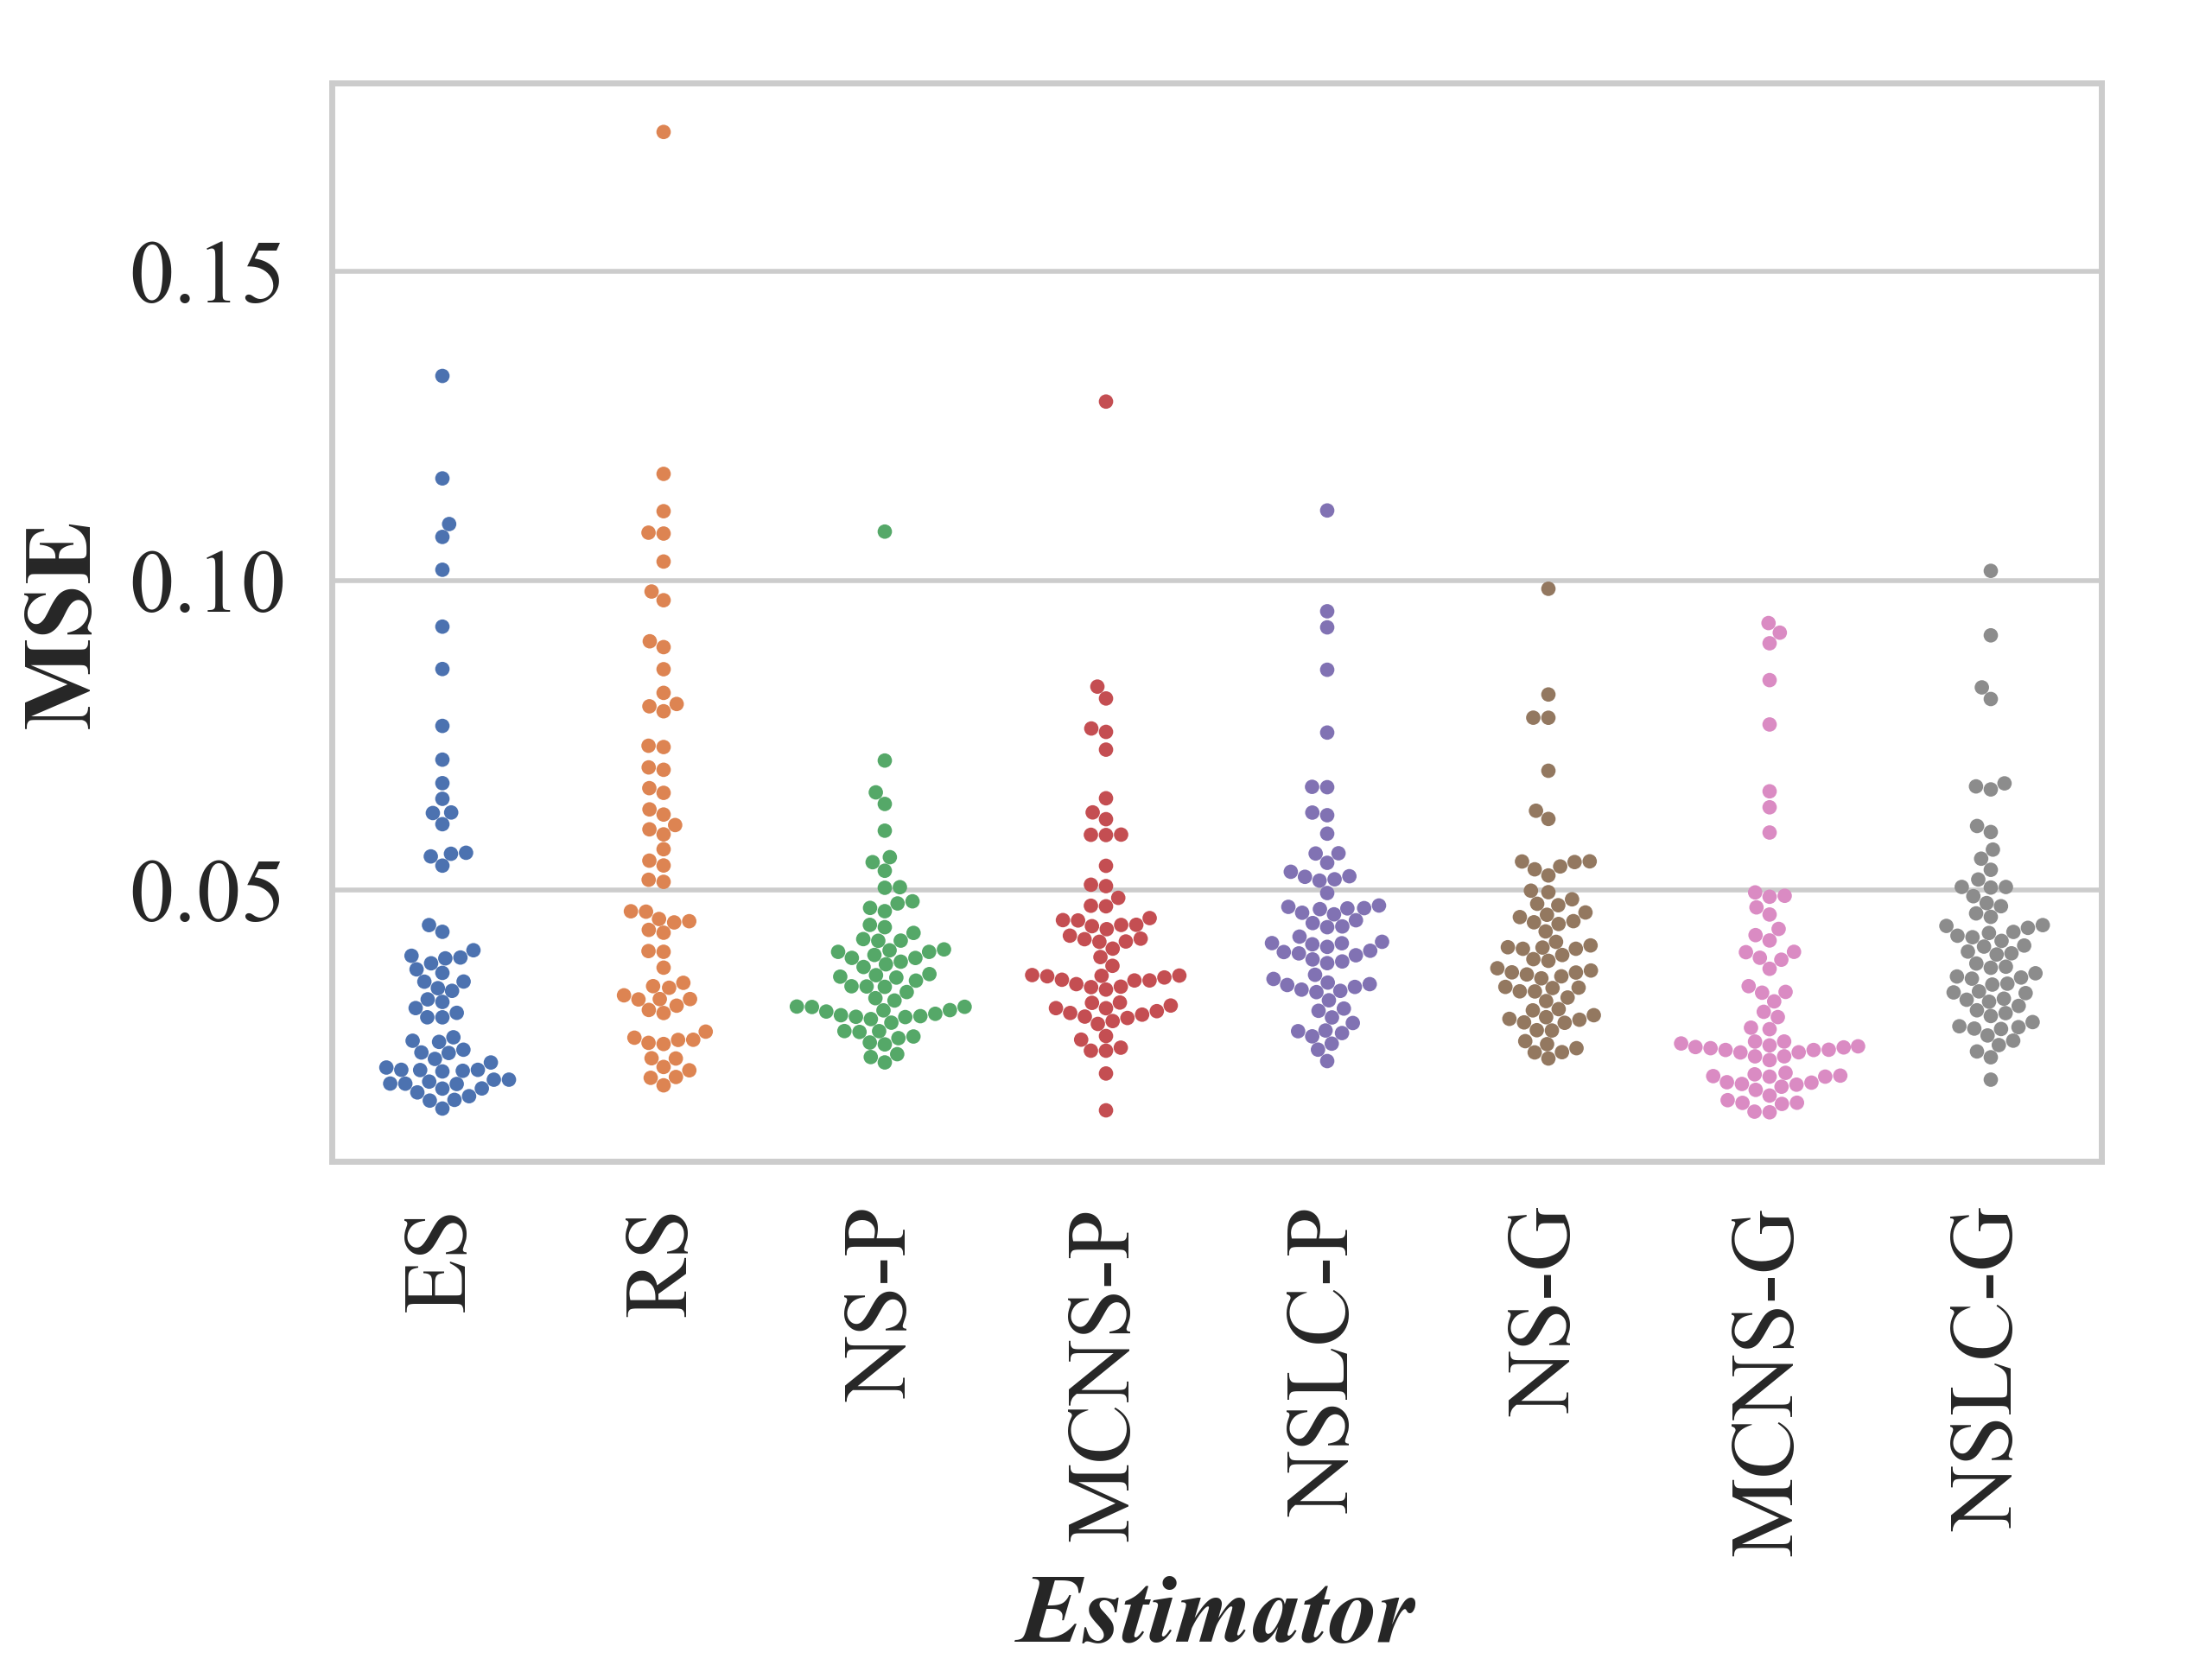 MSE
0.15
0.10
0.05
ES
RS
NS-P
MCNS-P
NSLC-P
NS-G
MCNS-G
NSLC-G
Estimator